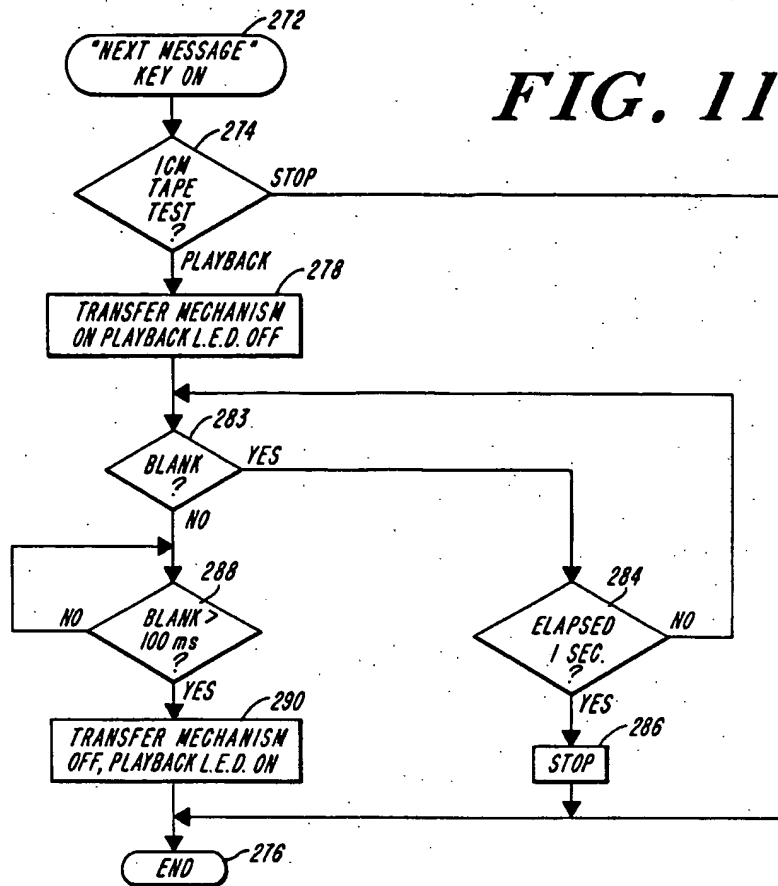 272
"NEXT MESSAGE"
KEY ON
FIG. 11
274
ICM
TAPE
TEST
?
STOP
PLAYBACK
278
TRANSFER MECHANISM
ON PLAYBACK L.E.D. OFF
283
BLANK
?
YES
NO
288
NO
BLANK >
100 ms
?
YES
284
ELAPSED
1 SEC.
?
NO
YES
290
TRANSFER MECHANISM
OFF, PLAYBACK L.E.D. ON
286
STOP
END
276